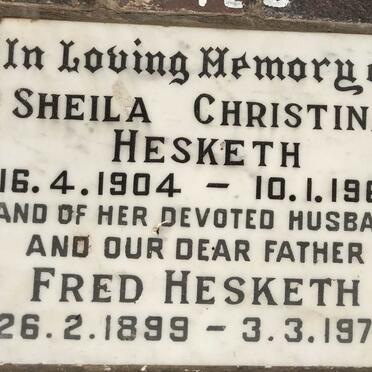 In Loving Memory o
SHEILA CHRISTIN
HESKETH
16.4.1904 - 10.1.196
AND OF HER DEVOTED HUSBA
AND OUR DEAR FATHER
FRED HESKETH
26.2.1899 - 3.3.197